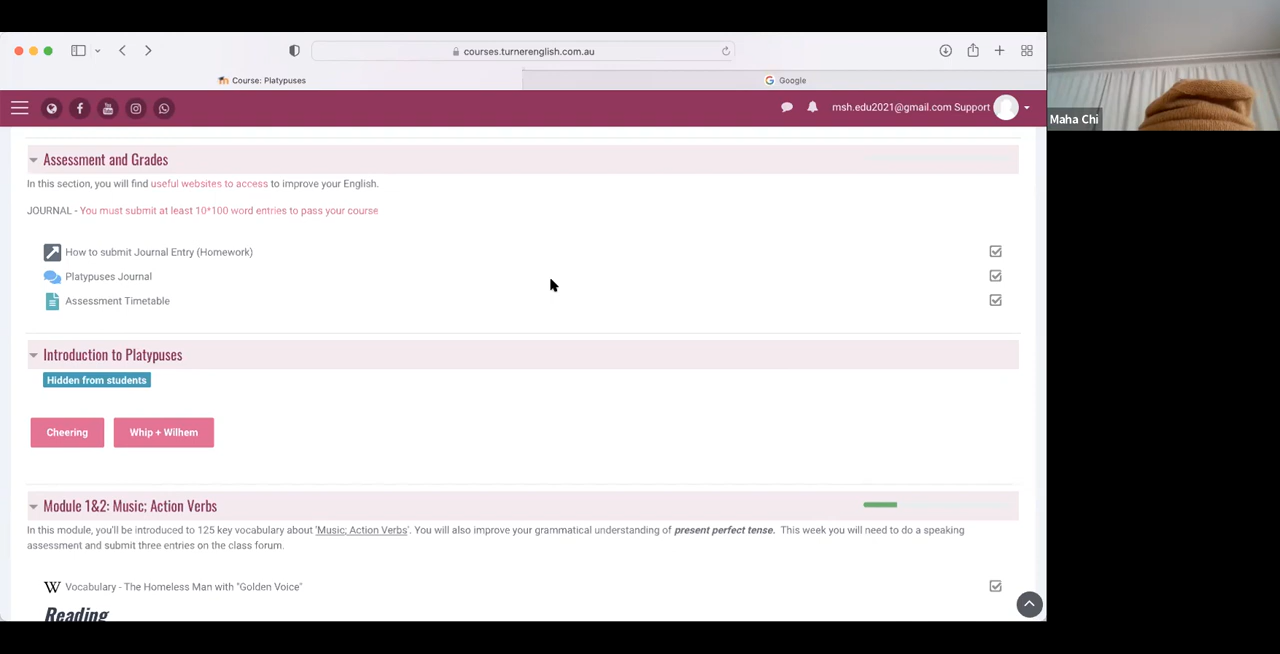 courses.turnerenglish.com.au
Course: Platypuses
Google
msh.edu2021@gmail.com Support
Maha Chi
Assessment and Grades
In this section, you will find useful websites to access to improve your English.
JOURNAL - You must submit at least 10*100 word entries to pass your course
How to submit Journal Entry (Homework)
Platypuses Journal
Assessment Timetable
Introduction to Platypuses
Hidden from students
Cheering
Whip + Wilhem
Module 1&2: Music; Action Verbs
In this module, you'll be introduced to 125 key vocabulary about 'Music; Action Verbs'. You will also improve your grammatical understanding of present perfect tense. This week you will need to do a speaking
assessment and submit three entries on the class forum.
W Vocabulary - The Homeless Man with "Golden Voice"
Reading